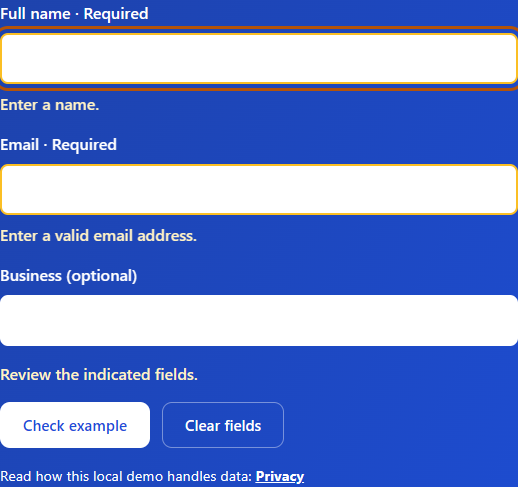 Full name · Required
Enter a name.
Email · Required
Enter a valid email address.
Business (optional)
Review the indicated fields.
Check example
Clear fields
Read how this local demo handles data: Privacy